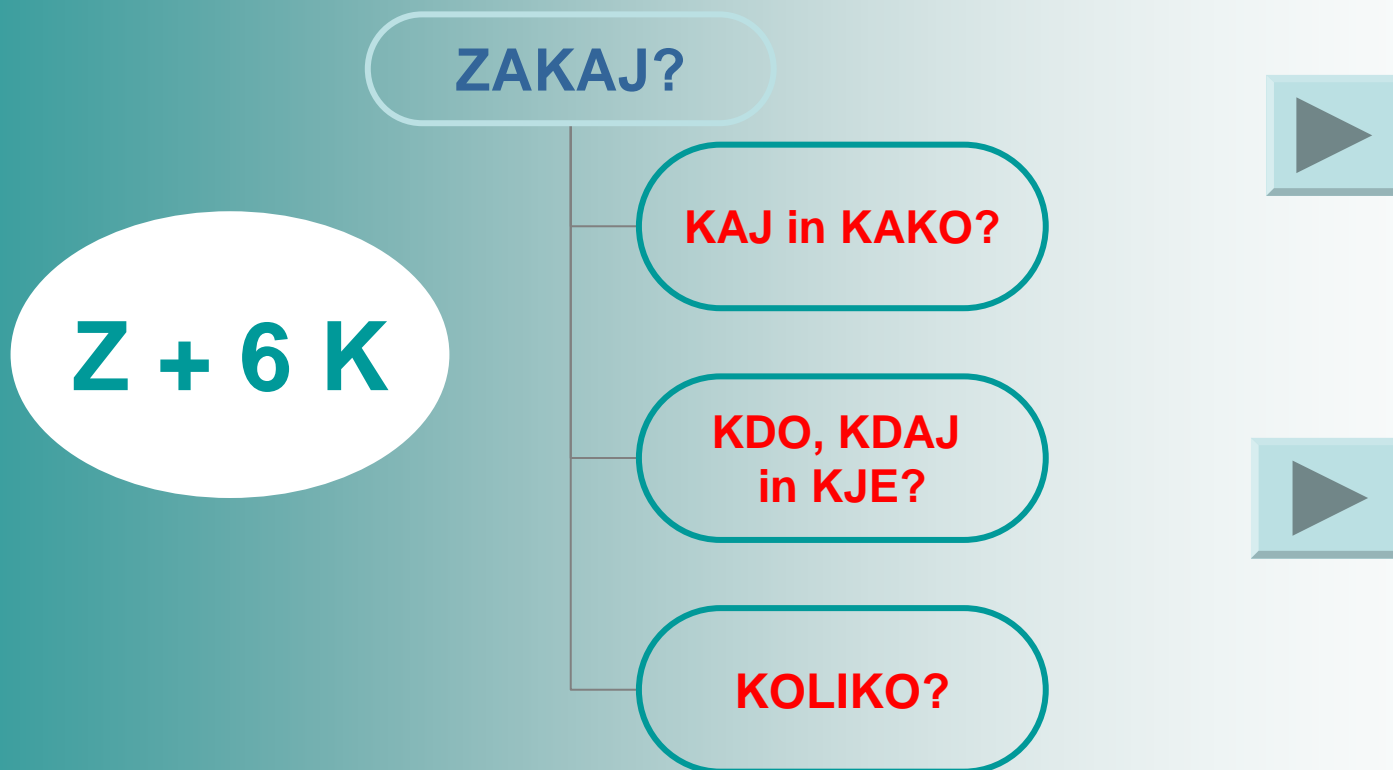 ZAKAJ?
KAJ in KAKO?
Z + 6 K
KDO, KDAJ
in KJE?
KOLIKO?